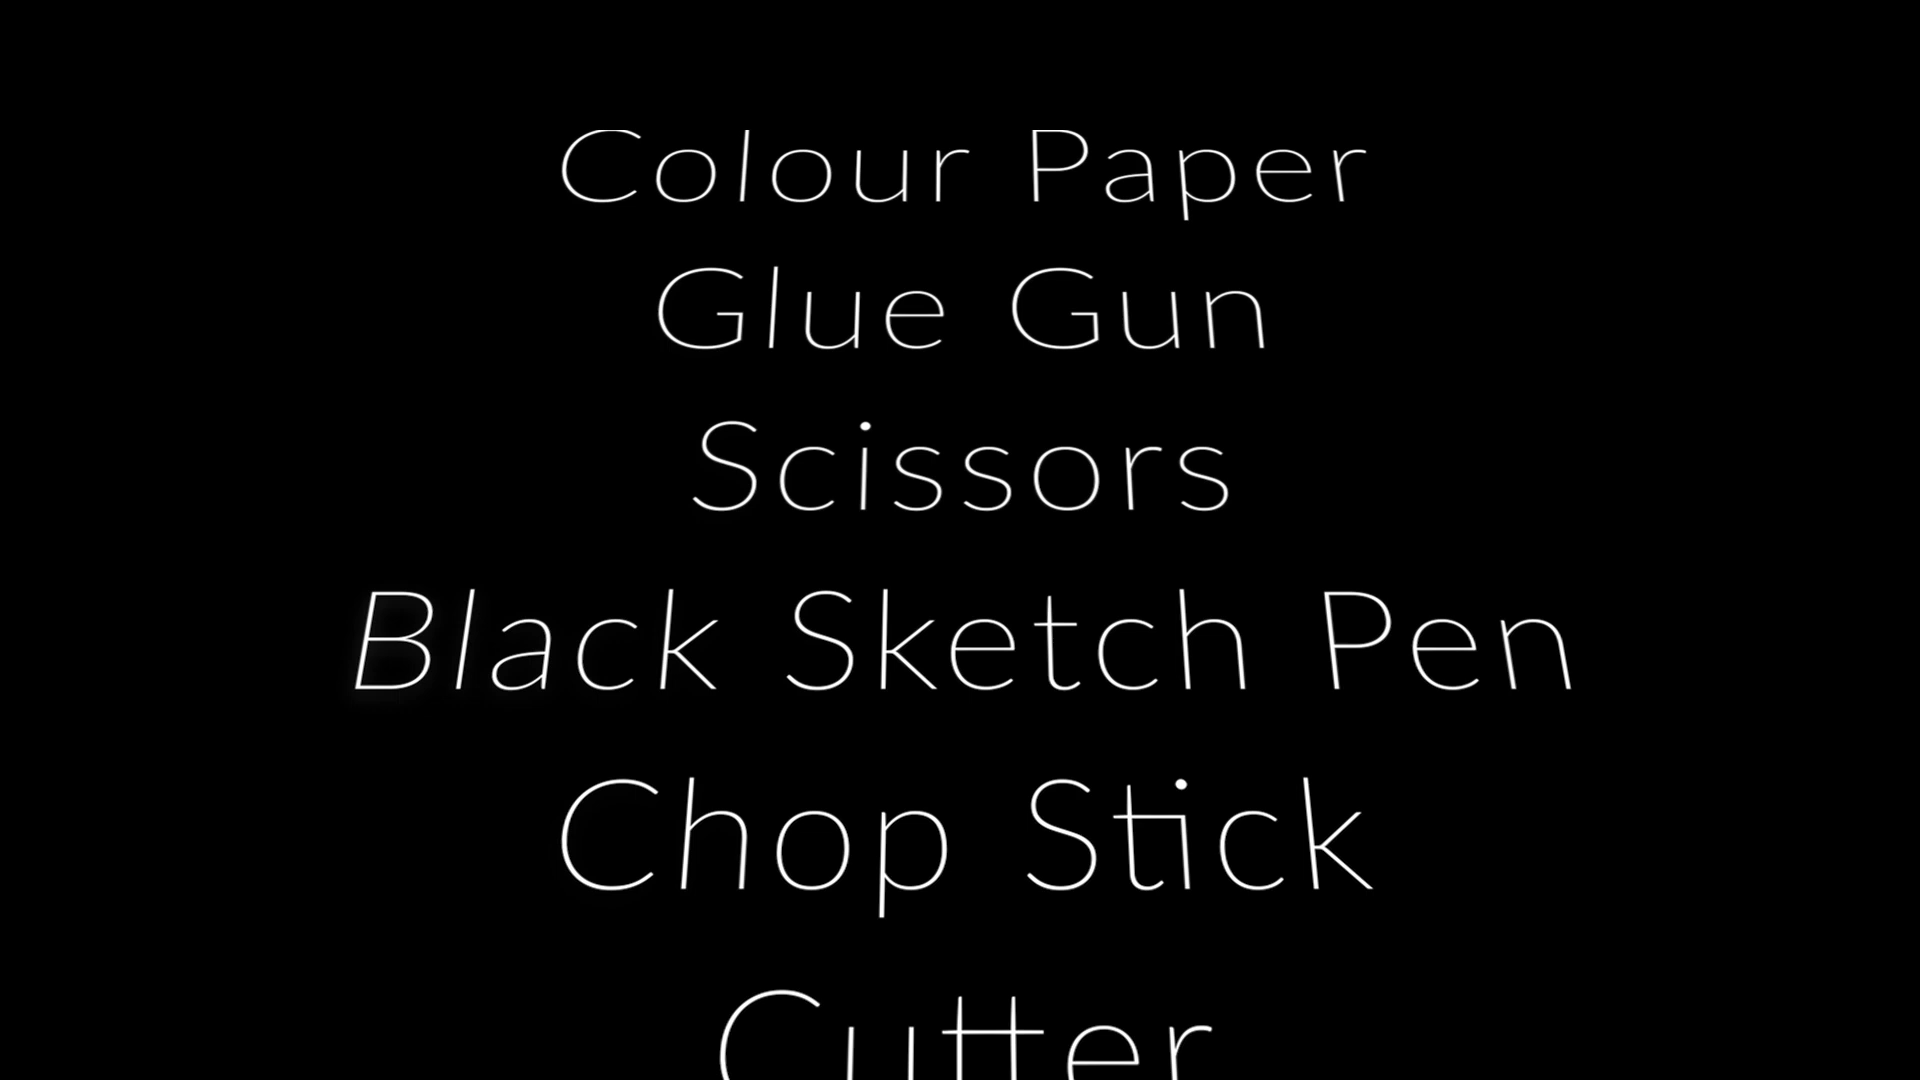 Colour Paper
Glue Gun
Scissors
Black Sketch Pen
Chop Stick
Cutter